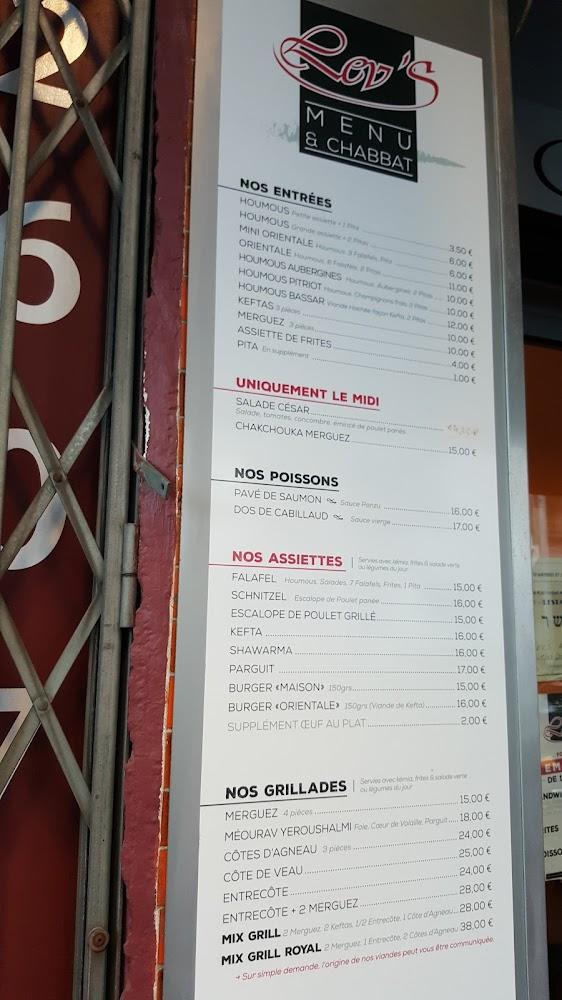 Rev's
MENU
& CHABBAT
NOS ENTRÉES
HOUMOUS Petite assiette + 1 Pita 3,50 €
HOUMOUS Grande assiette + 2 Pitas 6,00 €
MINI ORIENTALE Houmous, 3 Falafels, Pita 6,00 €
ORIENTALE Houmous, 6 Falafels, 2 Pitas 11,00 €
HOUMOUS AUBERGINES Houmous, Aubergines, 2 Pitas 10,00 €
HOUMOUS PITRIOT Houmous, Champignons frais, 2 Pitas 10,00 €
HOUMOUS BASSAR Viande Hachée façon Kefta, 2 Pitas 12,00 €
KEFTAS 3 pièces 10,00 €
MERGUEZ 3 pièces 10,00 €
ASSIETTE DE FRITES 4,00 €
PITA En supplément 1,00 €
UNIQUEMENT LE MIDI
SALADE CÉSAR
Salade, tomates, concombre, émincé de poulet panés
CHAKCHOUKA MERGUEZ 15,00 €
NOS POISSONS
PAVÉ DE SAUMON Sauce Ponzu 16,00 €
DOS DE CABILLAUD Sauce vierge 17,00 €
NOS ASSIETTES Servies avec kémia, frites & salade verte
ou légumes du jour
FALAFEL Houmous, Salades, 7 Falafels, Frites, 1 Pita 15,00 €
SCHNITZEL Escalope de Poulet panée 16,00 €
ESCALOPE DE POULET GRILLÉ 15,00 €
KEFTA 16,00 €
SHAWARMA 16,00 €
PARGUIT 17,00 €
BURGER «MAISON» 150grs 15,00 €
BURGER «ORIENTALE» 150grs (Viande de Kefta) 16,00 €
SUPPLÉMENT ŒUF AU PLAT 2,00 €
NOS GRILLADES Servies avec kémia, frites & salade verte
ou légumes du jour
MERGUEZ 4 pièces 15,00 €
MÉOURAV YEROUSHALMI Foie, Cœur de Volaille, Parguit 18,00 €
CÔTES D'AGNEAU 3 pièces 24,00 €
CÔTE DE VEAU 25,00 €
ENTRECÔTE 24,00 €
ENTRECÔTE + 2 MERGUEZ 28,00 €
MIX GRILL 2 Merguez, 2 Keftas, 1/2 Entrecôte, 1 Côte d'Agneau 28,00 €
MIX GRILL ROYAL 2 Merguez, 1 Entrecôte, 2 Côtes d'Agneau 38,00 €
Sur simple demande, l'origine de nos viandes peut vous être communiquée.
2
6
0
7